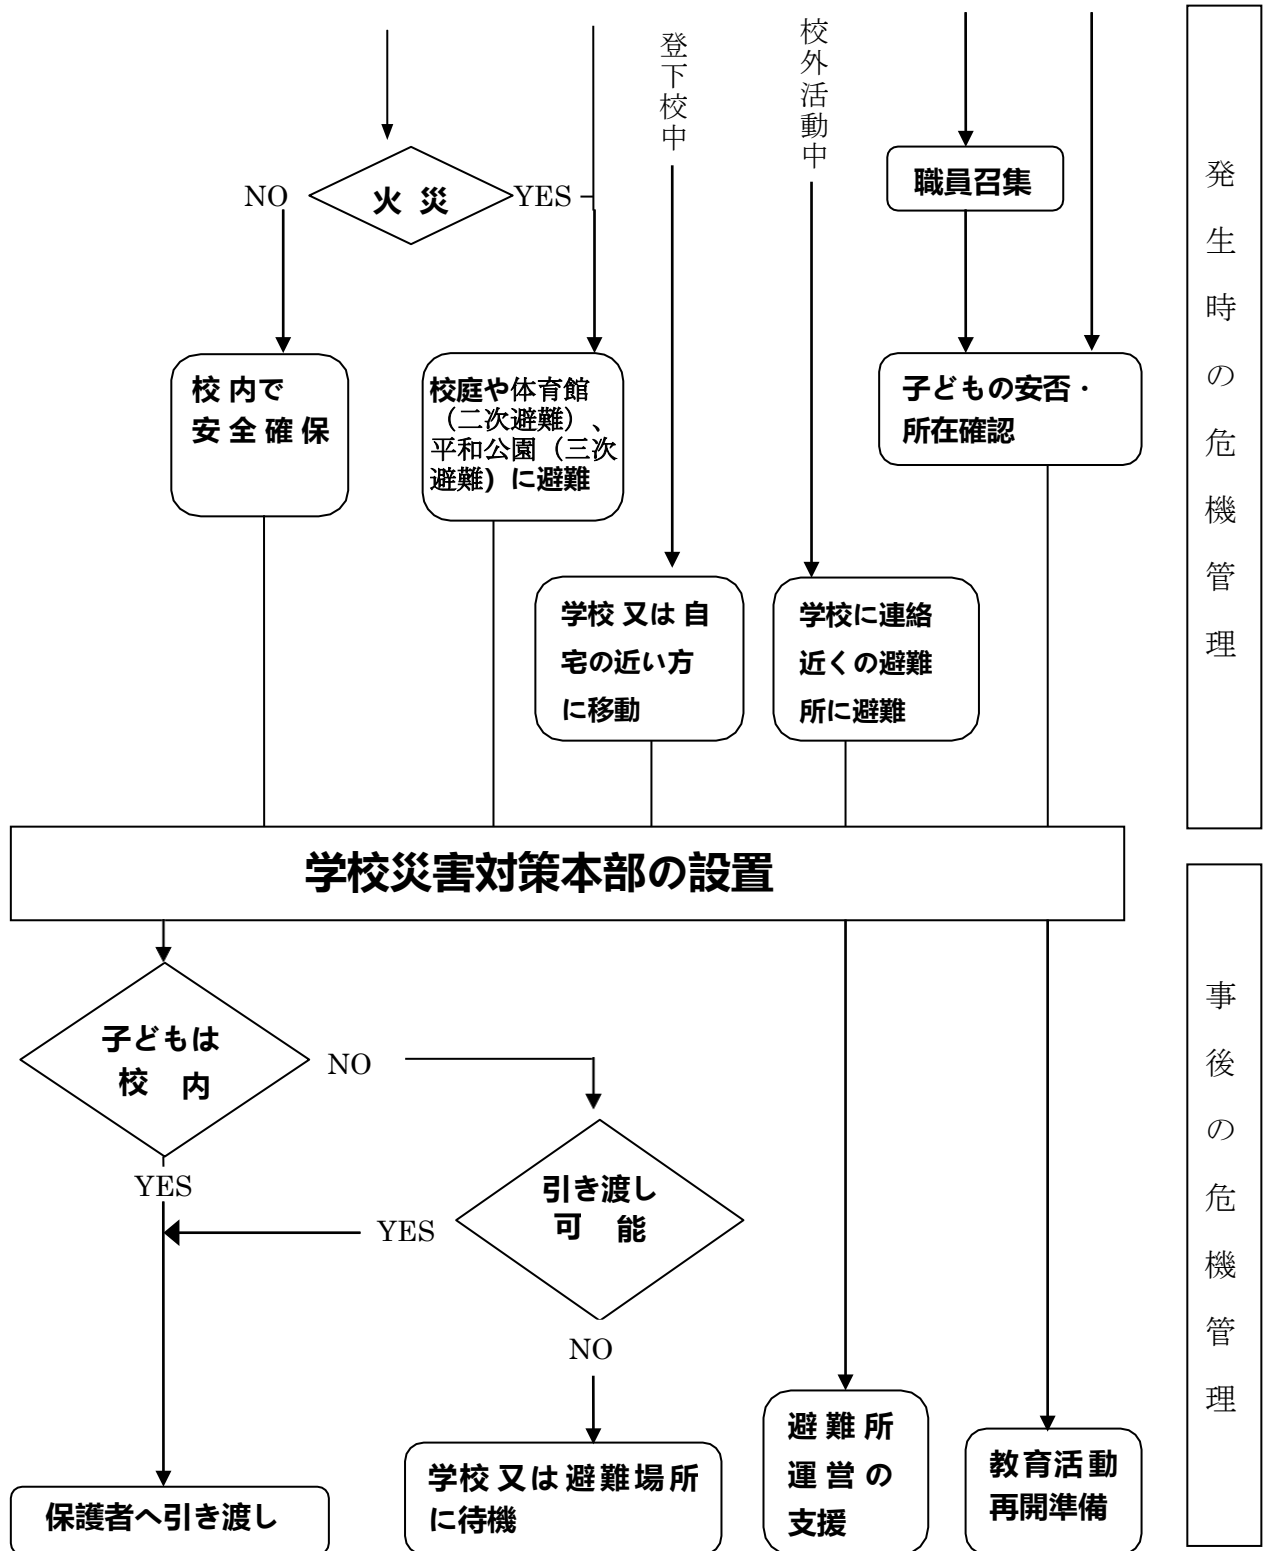 登下校中
校外活動中
発生時の危機管理
職員召集
NO
火 災
YES
校 内で
安 全 確 保
校庭や体育館
（二次避難）、
平和公園（三次
避難）に避難
子どもの安否・
所在確認
学校 又は 自
宅の近い方
に移動
学校に連絡
近くの避難
所に避難
学校災害対策本部の設置
事後の危機管理
子どもは
校 内
NO
YES
引き渡し
可 能
YES
NO
保護者へ引き渡し
学校 又は 避難場所
に待機
避 難 所
運 営 の
支援
教育活動
再開準備